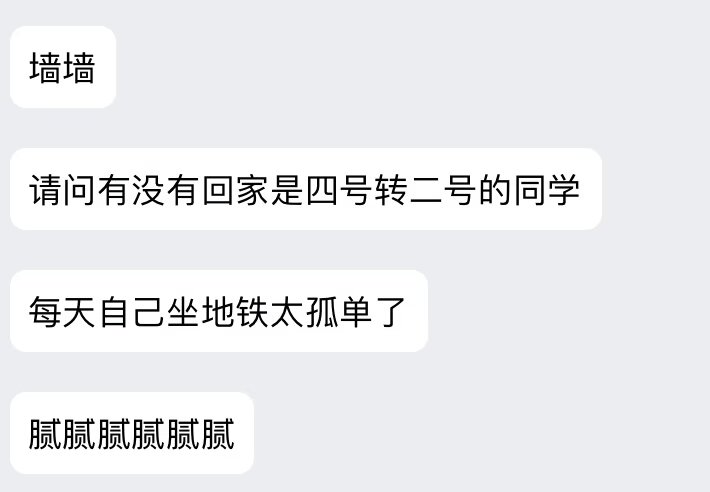 墙墙
请问有没有回家是四号转二号的同学
每天自己坐地铁太孤单了
腻腻腻腻腻腻